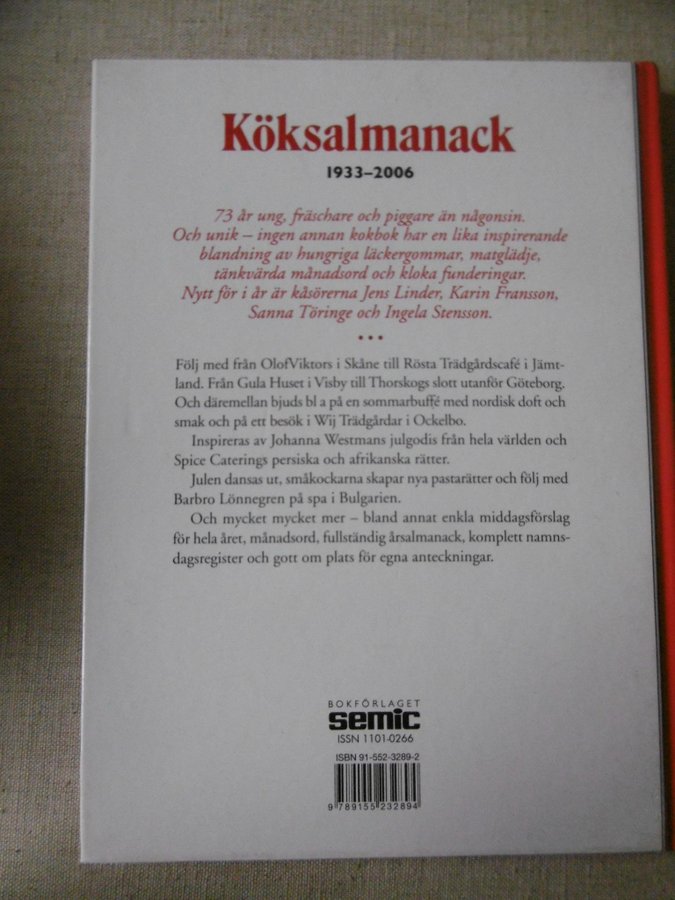 Köksalmanack
1933–2006
73 år ung, fräschare och piggare än någonsin.
Och unik – ingen annan kokbok har en lika inspirerande
blandning av hungriga läckergommar, matglädje,
tänkvärda månadsord och kloka funderingar.
Nytt för i år är kåsörerna Jens Linder, Karin Fransson,
Sanna Töringe och Ingela Stensson.
• • •
Följ med från OlofViktors i Skåne till Rösta Trädgårdscafé i Jämt-
land. Från Gula Huset i Visby till Thorskogs slott utanför Göteborg.
Och däremellan bjuds bl a på en sommarbuffé med nordisk doft och
smak och på ett besök i Wij Trädgårdar i Ockelbo.
Inspireras av Johanna Westmans julgodis från hela världen och
Spice Caterings persiska och afrikanska rätter.
Julen dansas ut, småkockarna skapar nya pastarätter och följ med
Barbro Lönnegren på spa i Bulgarien.
Och mycket mycket mer – bland annat enkla middagsförslag
för hela året, månadsord, fullständig årsalmanack, komplett namns-
dagsregister och gott om plats för egna anteckningar.
BOKFÖRLAGET
semic
ISSN 1101-0266
ISBN 91-552-3289-2
9 789155 232894